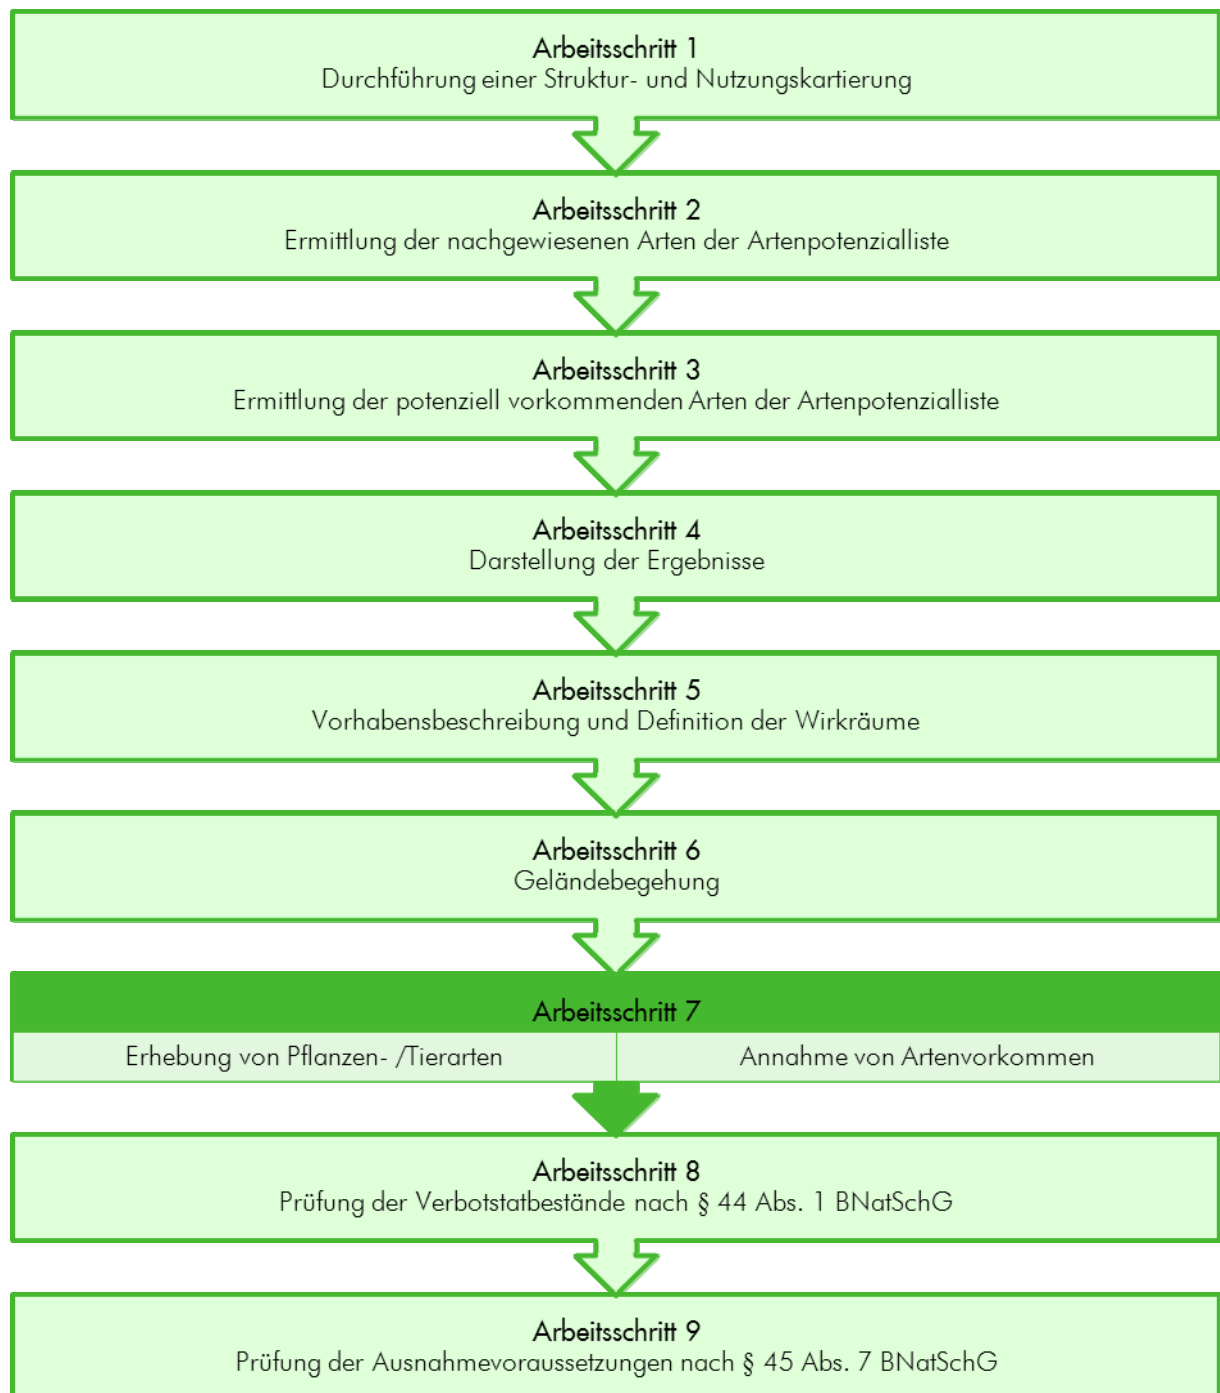 Arbeitsschritt 1
Durchführung einer Struktur- und Nutzungskartierung
Arbeitsschritt 2
Ermittlung der nachgewiesenen Arten der Artenpotenzialliste
Arbeitsschritt 3
Ermittlung der potenziell vorkommenden Arten der Artenpotenzialliste
Arbeitsschritt 4
Darstellung der Ergebnisse
Arbeitsschritt 5
Vorhabensbeschreibung und Definition der Wirkräume
Arbeitsschritt 6
Geländebegehung
Arbeitsschritt 7
Erhebung von Pflanzen- /Tierarten
Annahme von Artenvorkommen
Arbeitsschritt 8
Prüfung der Verbotstatbestände nach § 44 Abs. 1 BNatSchG
Arbeitsschritt 9
Prüfung der Ausnahmevoraussetzungen nach § 45 Abs. 7 BNatSchG